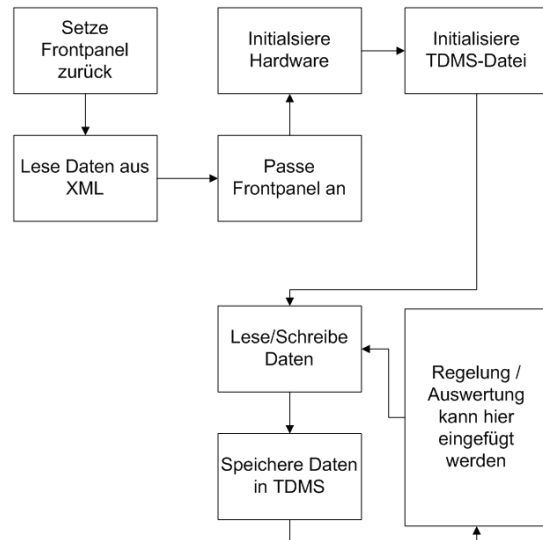 Setze
Frontpanel
zurück
Initialsiere
Hardware
Initialisiere
TDMS-Datei
Lese Daten aus
XML
Passe
Frontpanel an
Lese/Schreibe
Daten
Regelung /
Auswertung
kann hier
eingefügt
werden
Speichere Daten
in TDMS